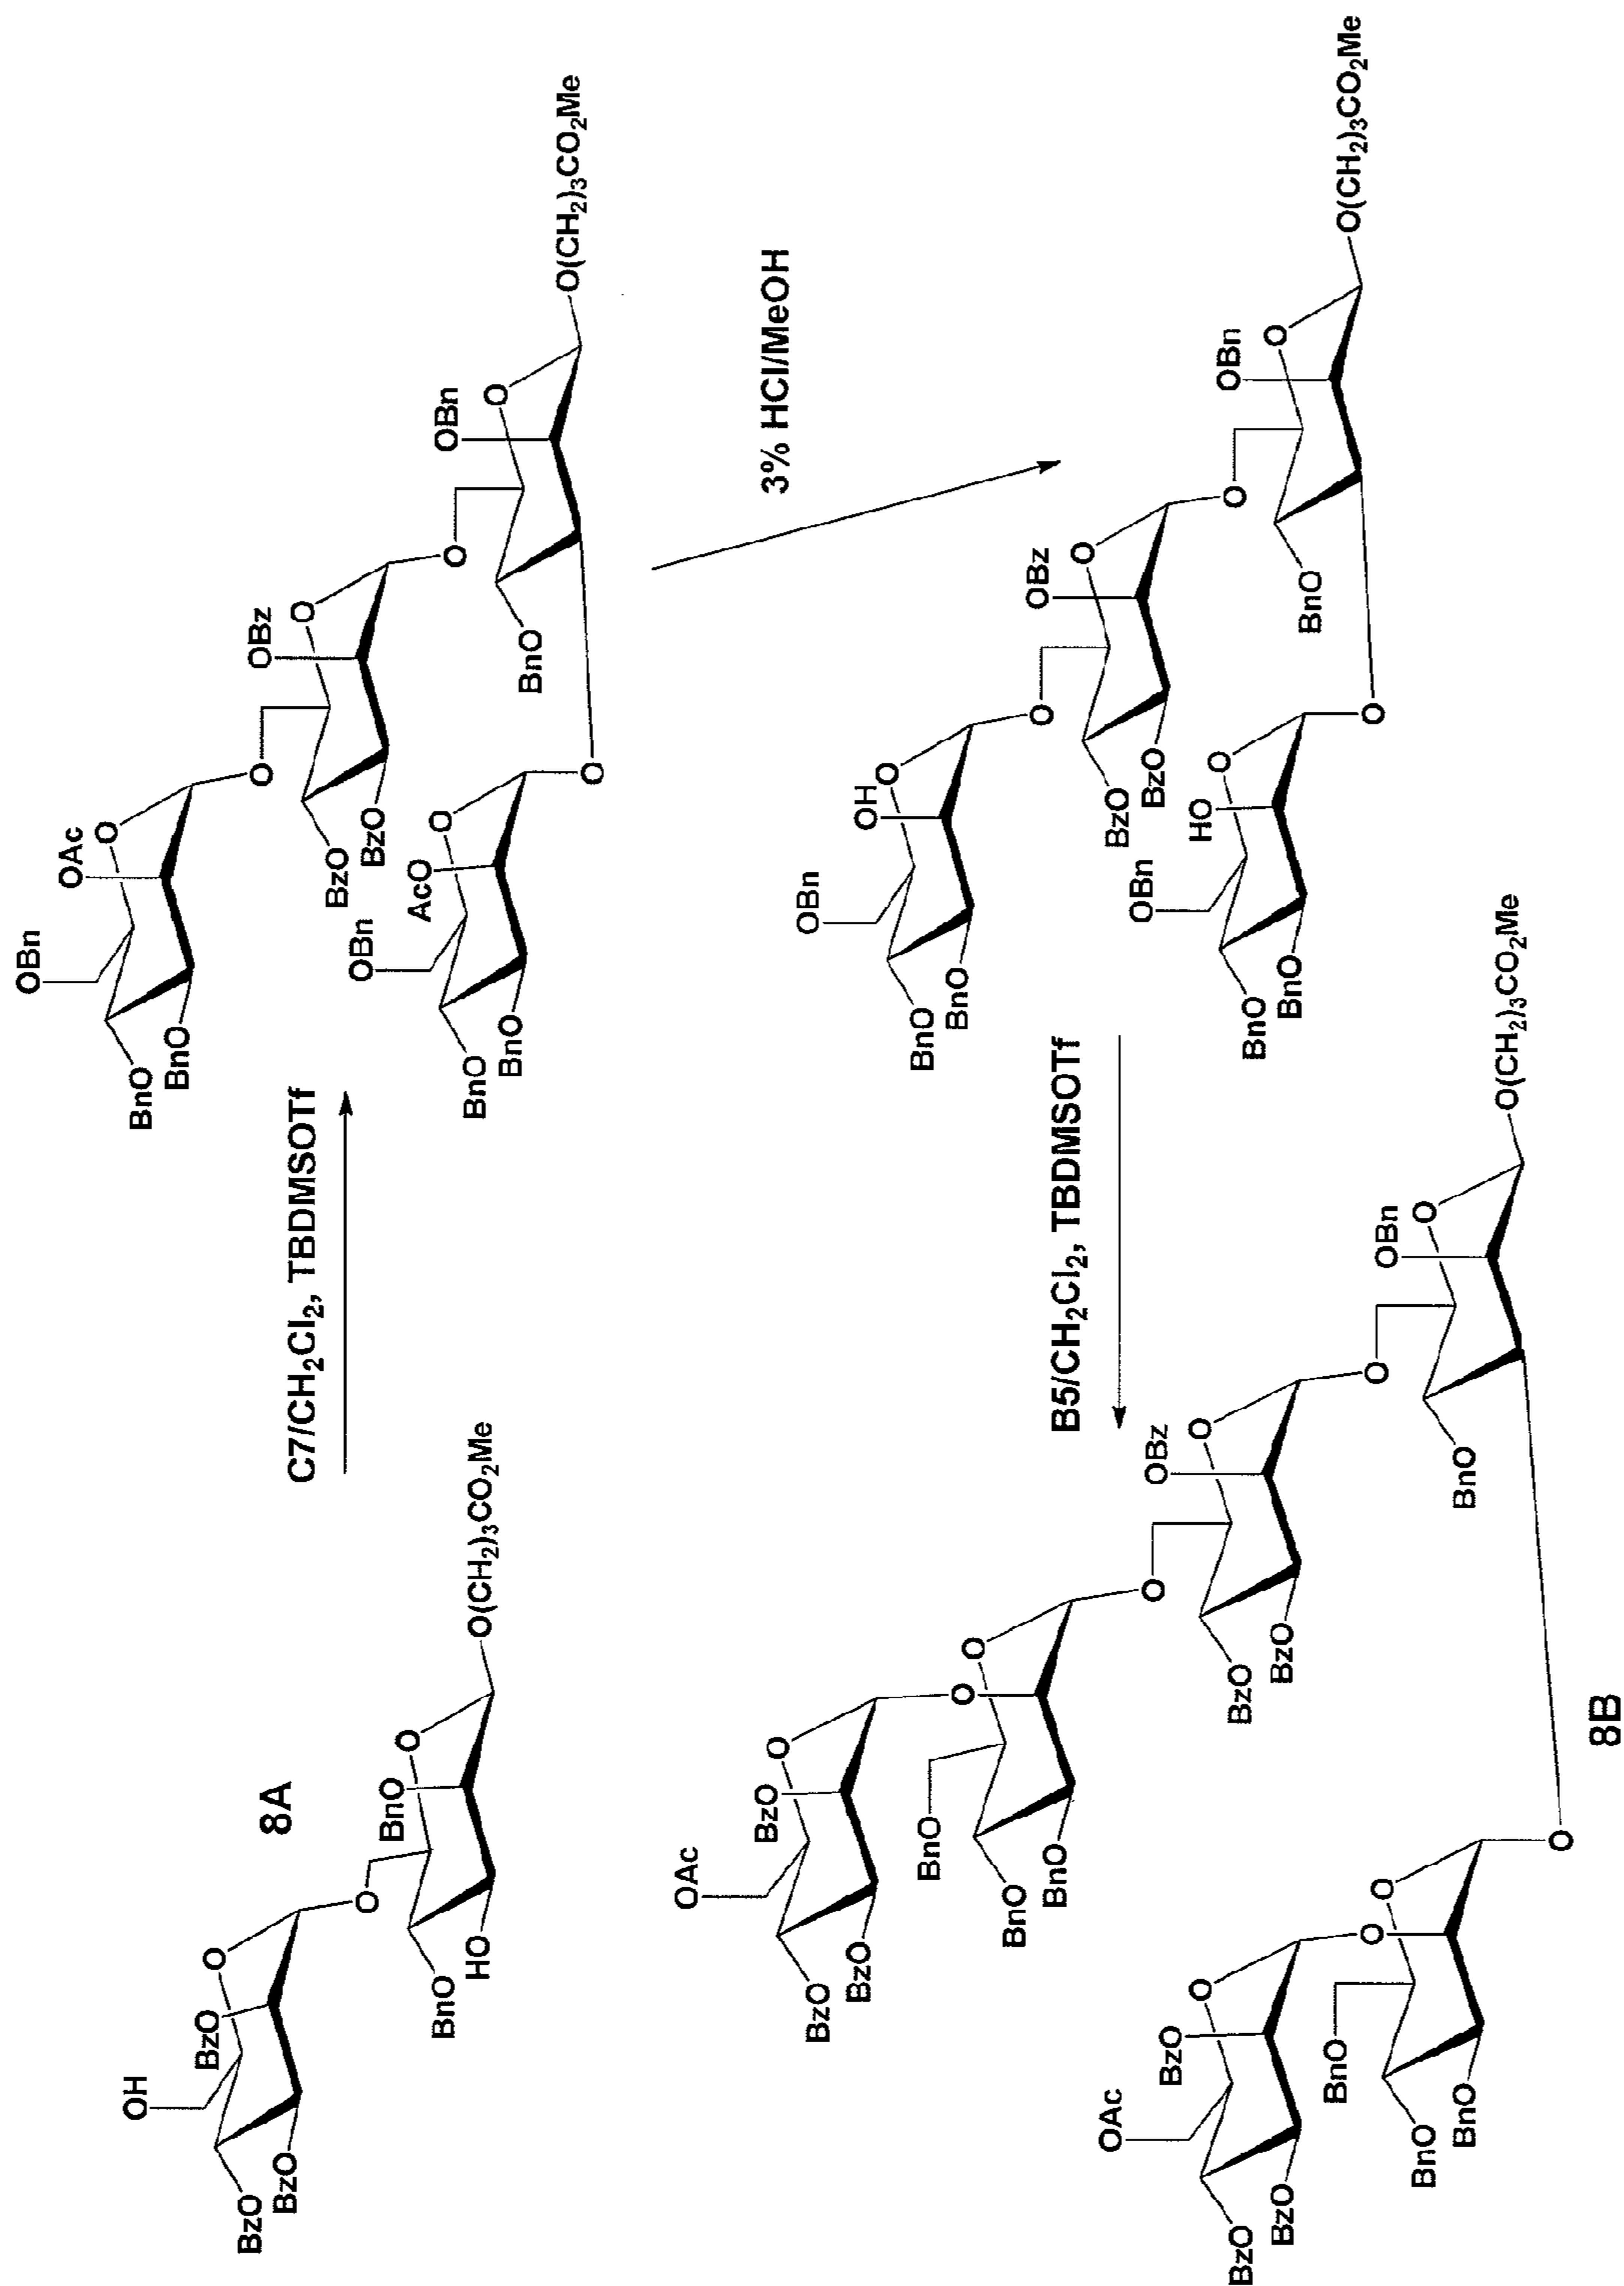 OH
BzO
O
BzO
BzO
O
8A
BnO
O
BnO
HO
O(CH₂)₃CO₂Me
C7/CH₂Cl₂, TBDMSOTf
OBn
OAc
O
BnO
BnO
O
OBz
O
BzO
BzO
O
OBn
O
BnO
O(CH₂)₃CO₂Me
OBn
AcO
O
BnO
BnO
O
3% HCl/MeOH
OBn
OH
O
BnO
BnO
O
OBz
O
BzO
BzO
O
OBn
O
BnO
O(CH₂)₃CO₂Me
OBn
HO
O
BnO
BnO
O
B5/CH₂Cl₂, TBDMSOTf
OAc
BzO
O
BzO
BzO
O
O
BnO
BnO
BnO
O
OBz
O
BzO
BzO
O
OBn
O
BnO
O(CH₂)₃CO₂Me
OAc
BzO
O
BzO
BzO
O
O
BnO
BnO
BnO
O
8B